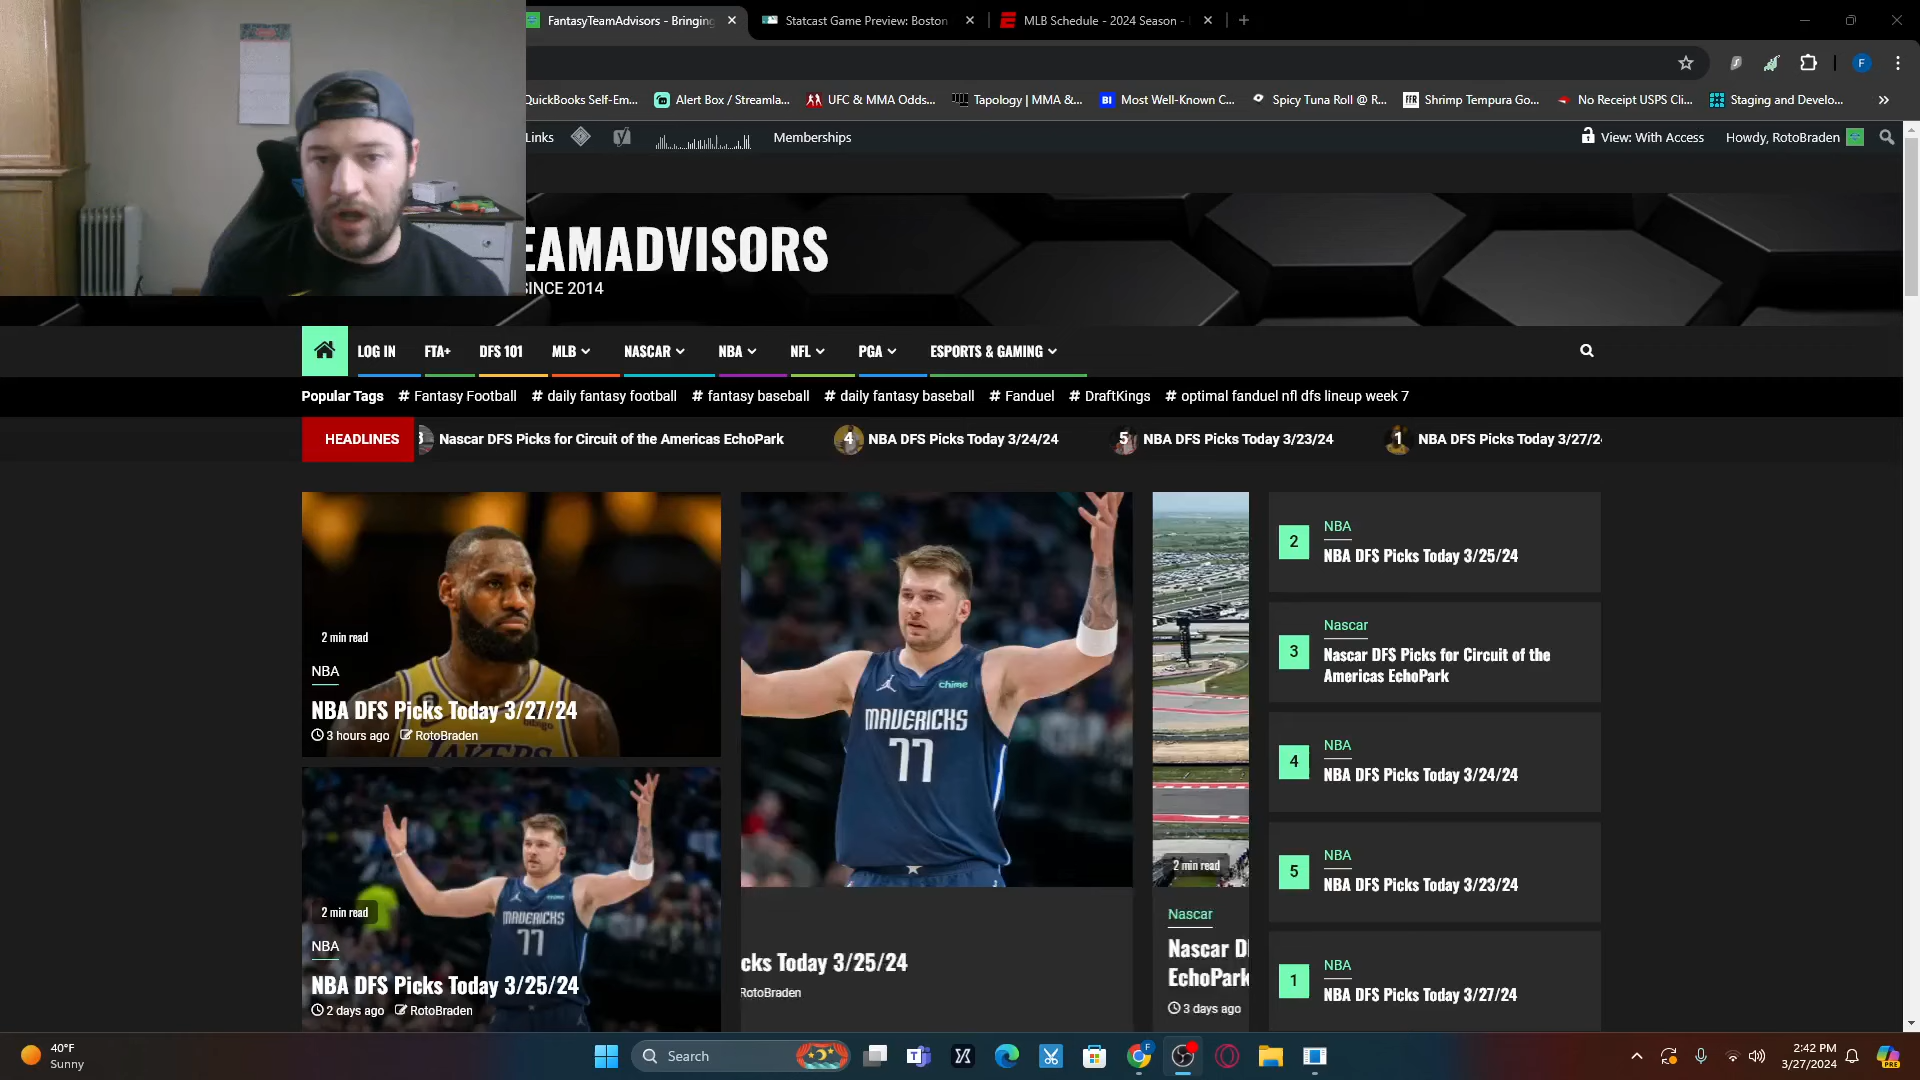 FantasyTeamAdvisors - Bringing
Statcast Game Preview: Boston
MLB Schedule - 2024 Season -
F
QuickBooks Self-Em...
Alert Box / Streamla...
UFC & MMA Odds...
Tapology | MMA &...
BI Most Well-Known C...
Spicy Tuna Roll @ R...
FFR Shrimp Tempura Go...
No Receipt USPS Cli...
Staging and Develo...
Links
Memberships
View: With Access
Howdy, RotoBraden
EAMADVISORS
SINCE 2014
LOG IN FTA+ DFS 101 MLB NASCAR NBA NFL PGA ESPORTS & GAMING
Popular Tags # Fantasy Football # daily fantasy football # fantasy baseball # daily fantasy baseball # Fanduel # DraftKings # optimal fanduel nfl dfs lineup week 7
HEADLINES 3 Nascar DFS Picks for Circuit of the Americas EchoPark 4 NBA DFS Picks Today 3/24/24 5 NBA DFS Picks Today 3/23/24 1 NBA DFS Picks Today 3/27/2
2 min read
NBA
NBA DFS Picks Today 3/27/24
3 hours ago RotoBraden
LAKERS
2 min read
NBA
NBA DFS Picks Today 3/25/24
2 days ago RotoBraden
MAVERICKS
77
chime
MAVERICKS
77
cks Today 3/25/24
RotoBraden
2 min read
Nascar
Nascar D
EchoPark
3 days ago
2
NBA
NBA DFS Picks Today 3/25/24
3
Nascar
Nascar DFS Picks for Circuit of the
Americas EchoPark
4
NBA
NBA DFS Picks Today 3/24/24
5
NBA
NBA DFS Picks Today 3/23/24
1
NBA
NBA DFS Picks Today 3/27/24
40°F
Sunny
Search
F
2:42 PM
3/27/2024
PRE